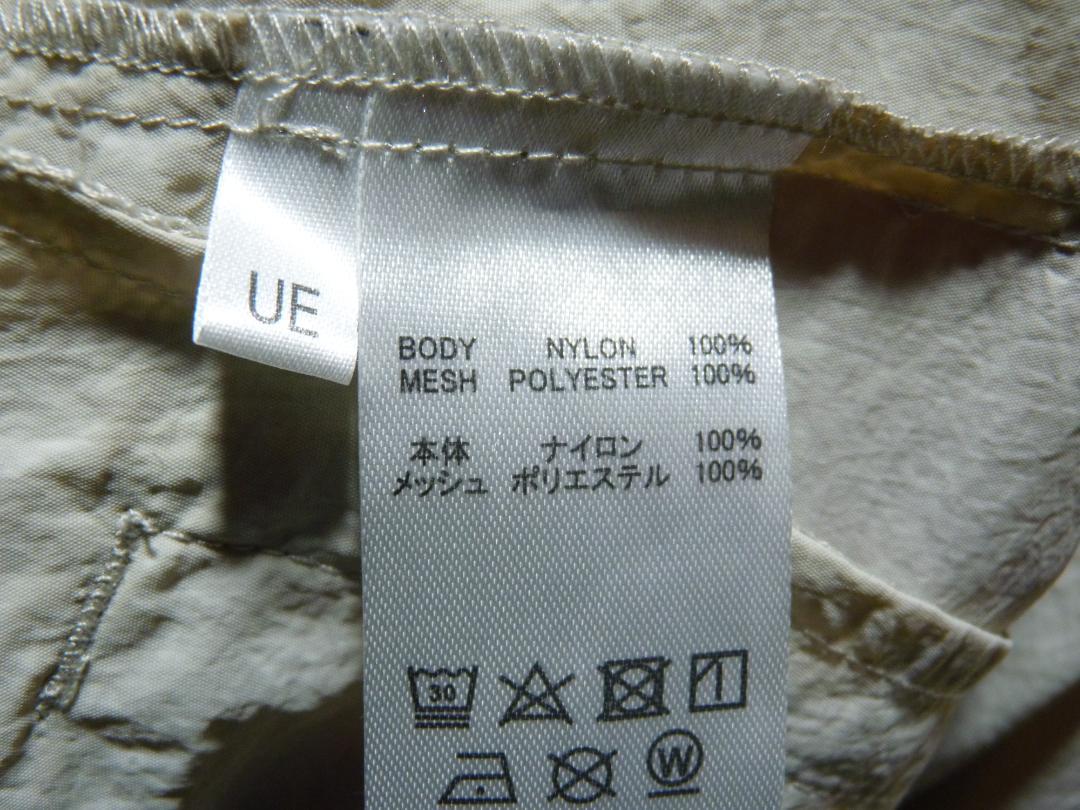 UE
BODY NYLON 100%
MESH POLYESTER 100%
本体 ナイロン 100%
メッシュ ポリエステル 100%
30
W